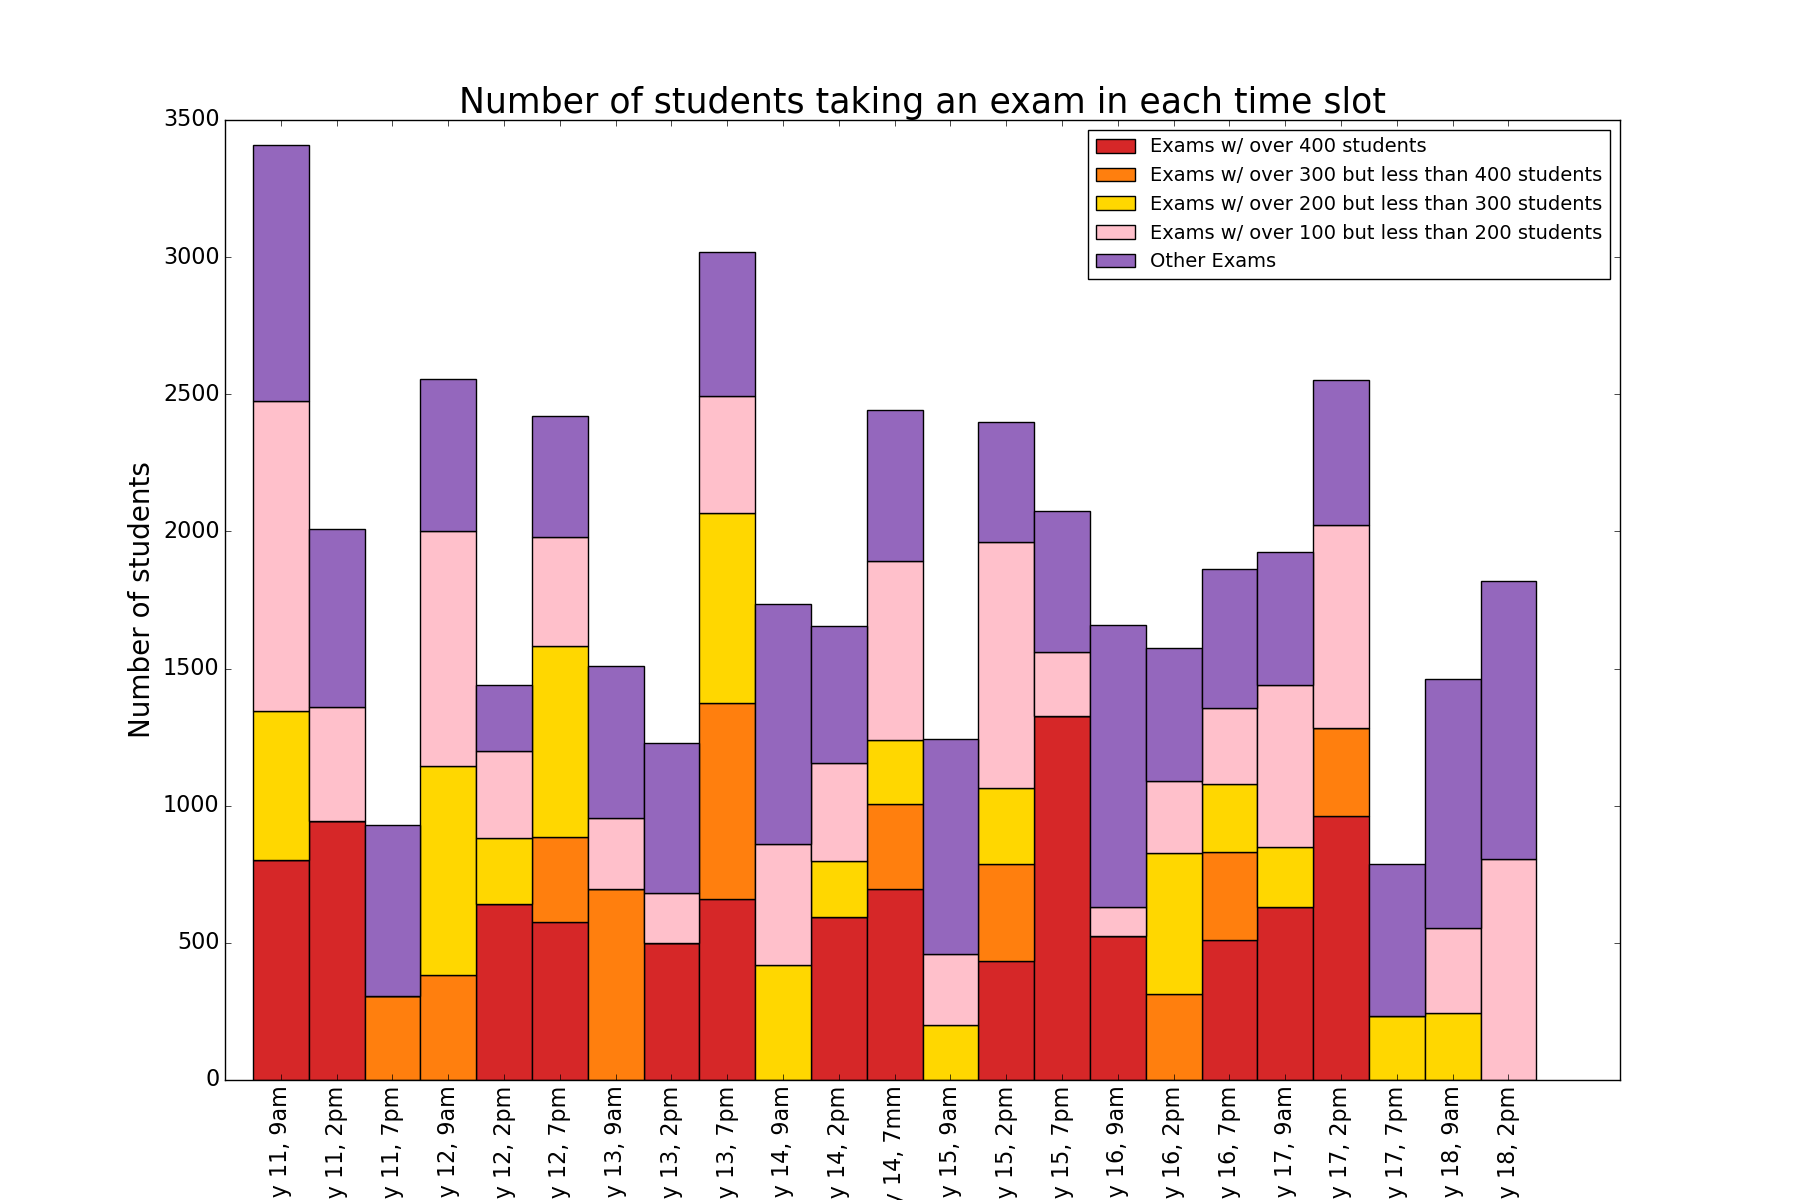 Number of students taking an exam in each time slot
Exams w/ over 400 students
Exams w/ over 300 but less than 400 students
Exams w/ over 200 but less than 300 students
Exams w/ over 100 but less than 200 students
Other Exams
Number of students
3500
3000
2500
2000
1500
1000
500
0
y 11, 9am
y 11, 2pm
y 11, 7pm
y 12, 9am
y 12, 2pm
y 12, 7pm
y 13, 9am
y 13, 2pm
y 13, 7pm
y 14, 9am
y 14, 2pm
y 14, 7mm
y 15, 9am
y 15, 2pm
y 15, 7pm
y 16, 9am
y 16, 2pm
y 16, 7pm
y 17, 9am
y 17, 2pm
y 17, 7pm
y 18, 9am
y 18, 2pm